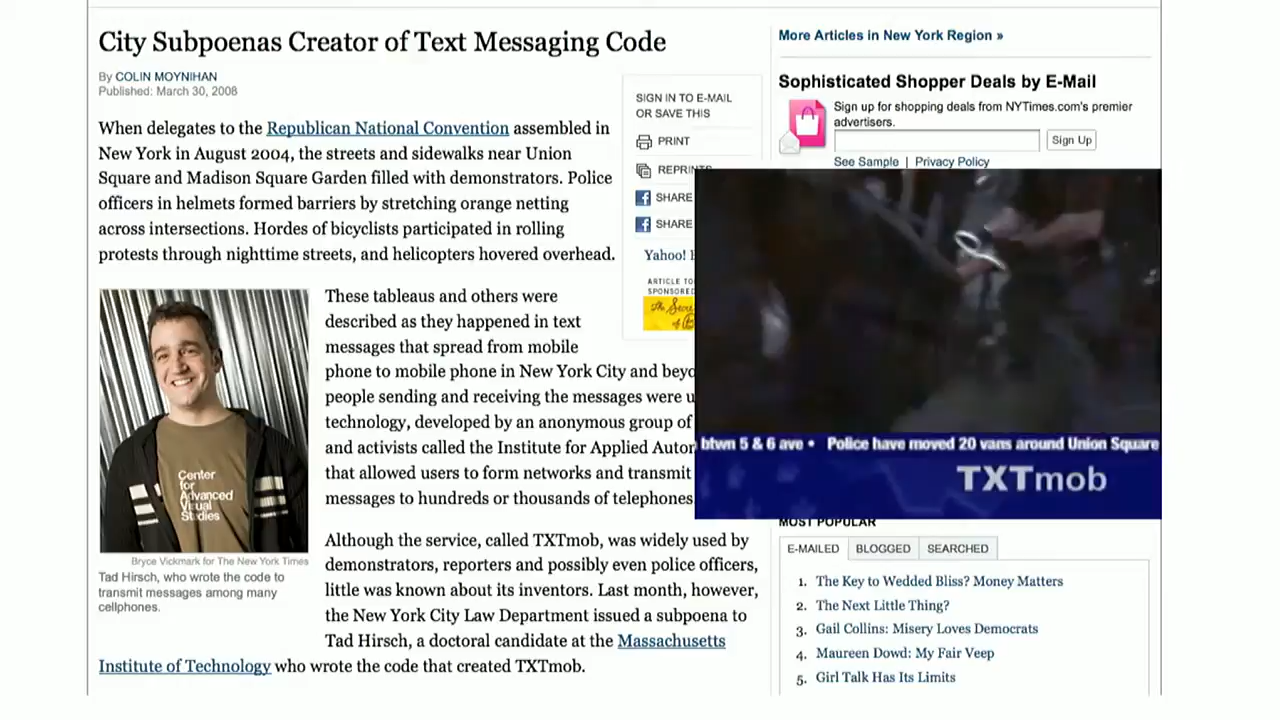 City Subpoenas Creator of Text Messaging Code
By COLIN MOYNIHAN
Published: March 30, 2008
When delegates to the Republican National Convention assembled in
New York in August 2004, the streets and sidewalks near Union
Square and Madison Square Garden filled with demonstrators. Police
officers in helmets formed barriers by stretching orange netting
across intersections. Hordes of bicyclists participated in rolling
protests through nighttime streets, and helicopters hovered overhead.
Center
for
Advanced
Visual
Studies
Bryce Vickmark for The New York Times
Tad Hirsch, who wrote the code to
transmit messages among many
cellphones.
These tableaus and others were
described as they happened in text
messages that spread from mobile
phone to mobile phone in New York City and
people sending and receiving the messages were
technology, developed by an anonymous group of
and activists called the Institute for Applied
that allowed users to form networks and transmit
messages to hundreds or thousands of telephones
Although the service, called TXTmob, was widely used by
demonstrators, reporters and possibly even police officers,
little was known about its inventors. Last month, however,
the New York City Law Department issued a subpoena to
Tad Hirsch, a doctoral candidate at the Massachusetts
Institute of Technology who wrote the code that created TXTmob.
SIGN IN TO E-MAIL
OR SAVE THIS
PRINT
REPRINTS
SHARE
SHARE
Yahoo!
ARTICLE
SPONSORED
The
of
More Articles in New York Region »
Sophisticated Shopper Deals by E-Mail
Sign up for shopping deals from NYTimes.com's premier
advertisers.
Sign Up
See Sample | Privacy Policy
btwn 5 & 6 ave • Police have moved 20 vans around Union Square
TXTmob
MOST POPULAR
E-MAILED BLOGGED SEARCHED
1. The Key to Wedded Bliss? Money Matters
2. The Next Little Thing?
3. Gail Collins: Misery Loves Democrats
4. Maureen Dowd: My Fair Veep
5. Girl Talk Has Its Limits